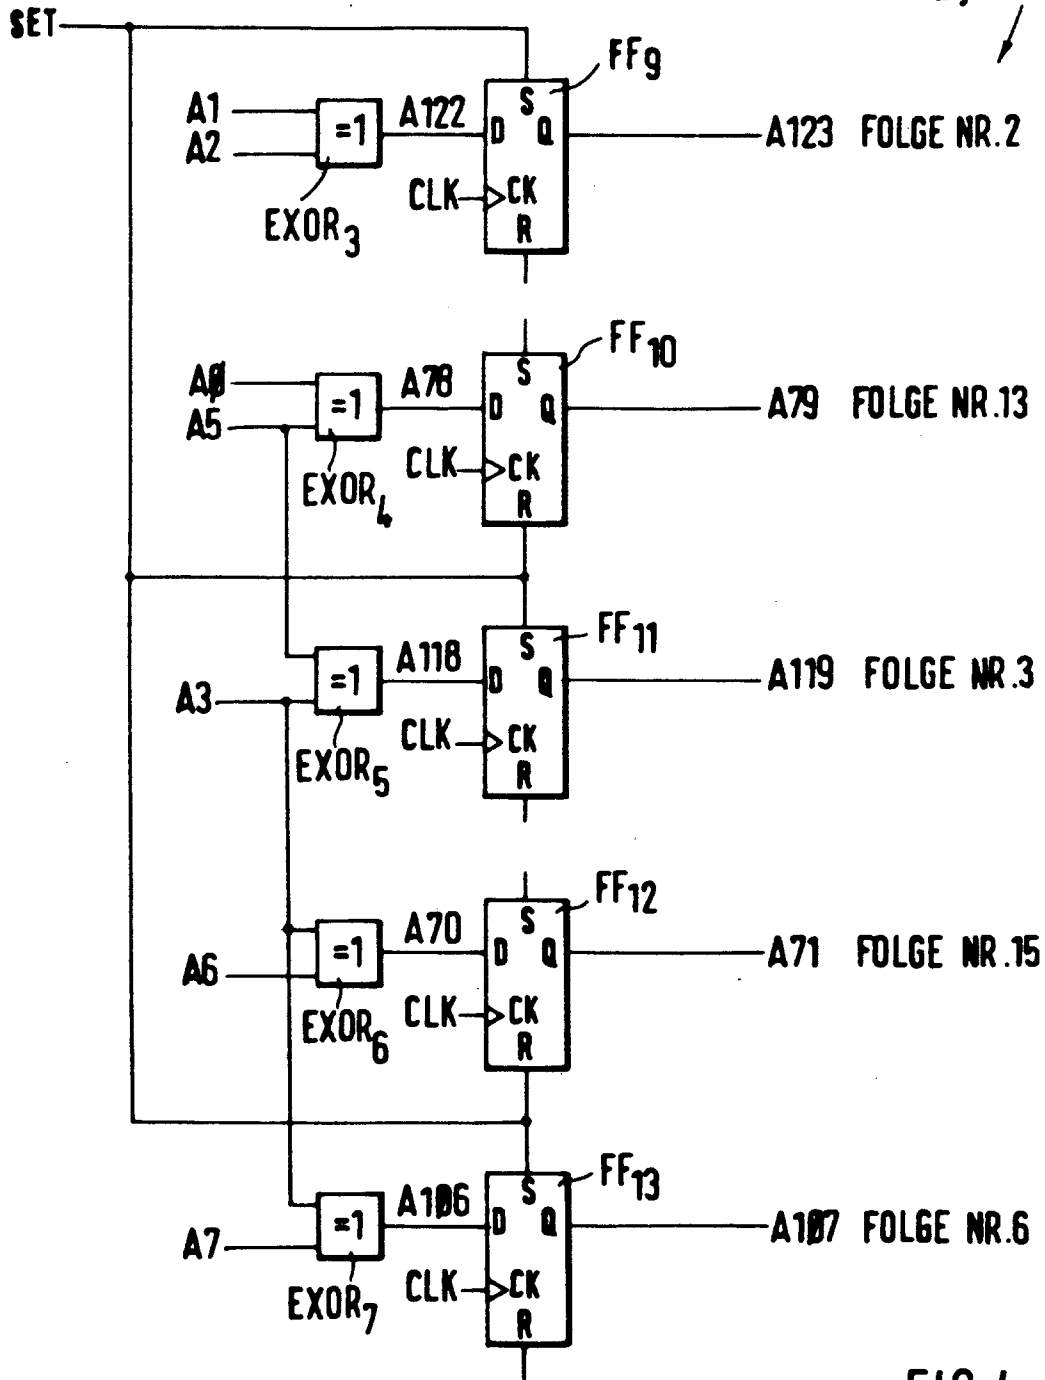 SET
FF9
A1
A2
=1
A122
D S Q
CLK
CK
R
A123 FOLGE NR.2
EXOR3
FF10
AØ
A5
=1
A78
D S Q
CLK
CK
R
A79 FOLGE NR.13
EXOR4
FF11
A3
=1
A118
D S Q
CLK
CK
R
A119 FOLGE NR.3
EXOR5
FF12
A6
=1
A70
D S Q
CLK
CK
R
A71 FOLGE NR.15
EXOR6
FF13
A7
=1
A1Ø6
D S Q
CLK
CK
R
A1Ø7 FOLGE NR.6
EXOR7